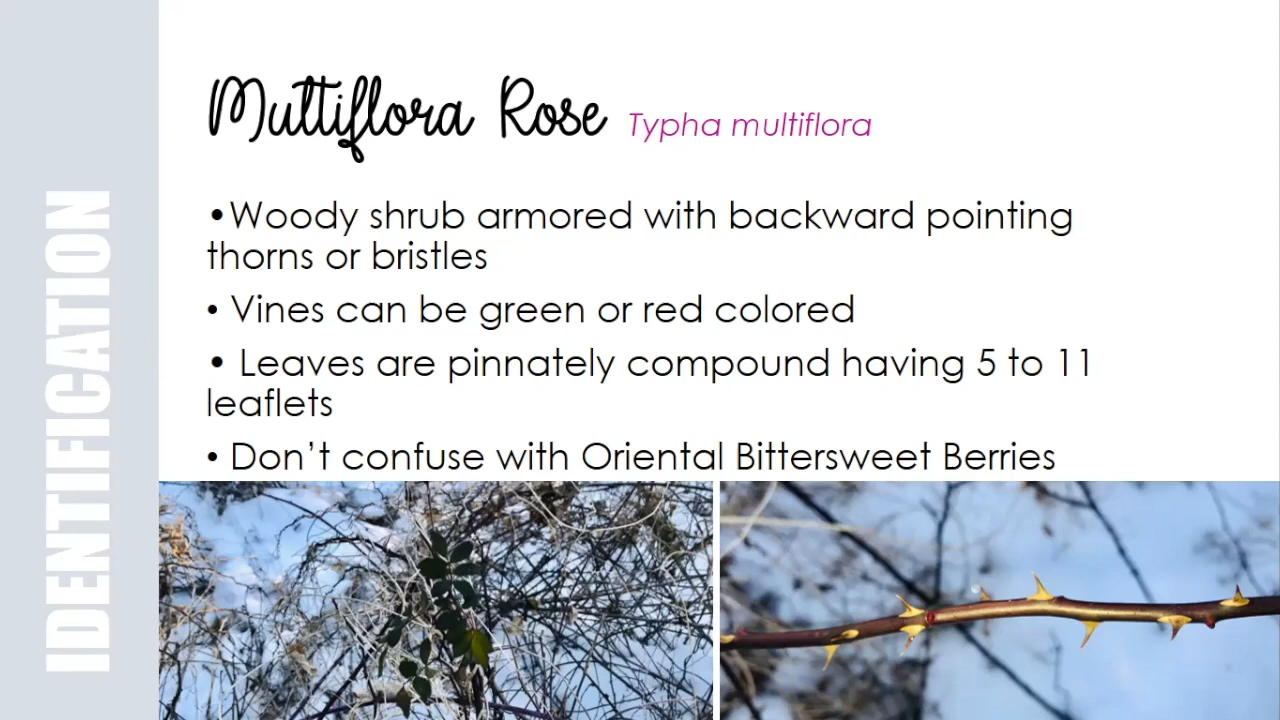 IDENTIFICATION
Multiflora Rose Typha multiflora
•Woody shrub armored with backward pointing
thorns or bristles
• Vines can be green or red colored
• Leaves are pinnately compound having 5 to 11
leaflets
• Don’t confuse with Oriental Bittersweet Berries